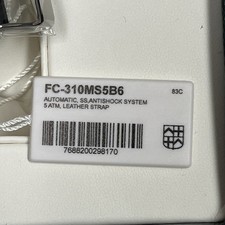 FC-310MS5B6
83C
AUTOMATIC, SS,ANTISHOCK SYSTEM
5 ATM, LEATHER STRAP
7688200298170